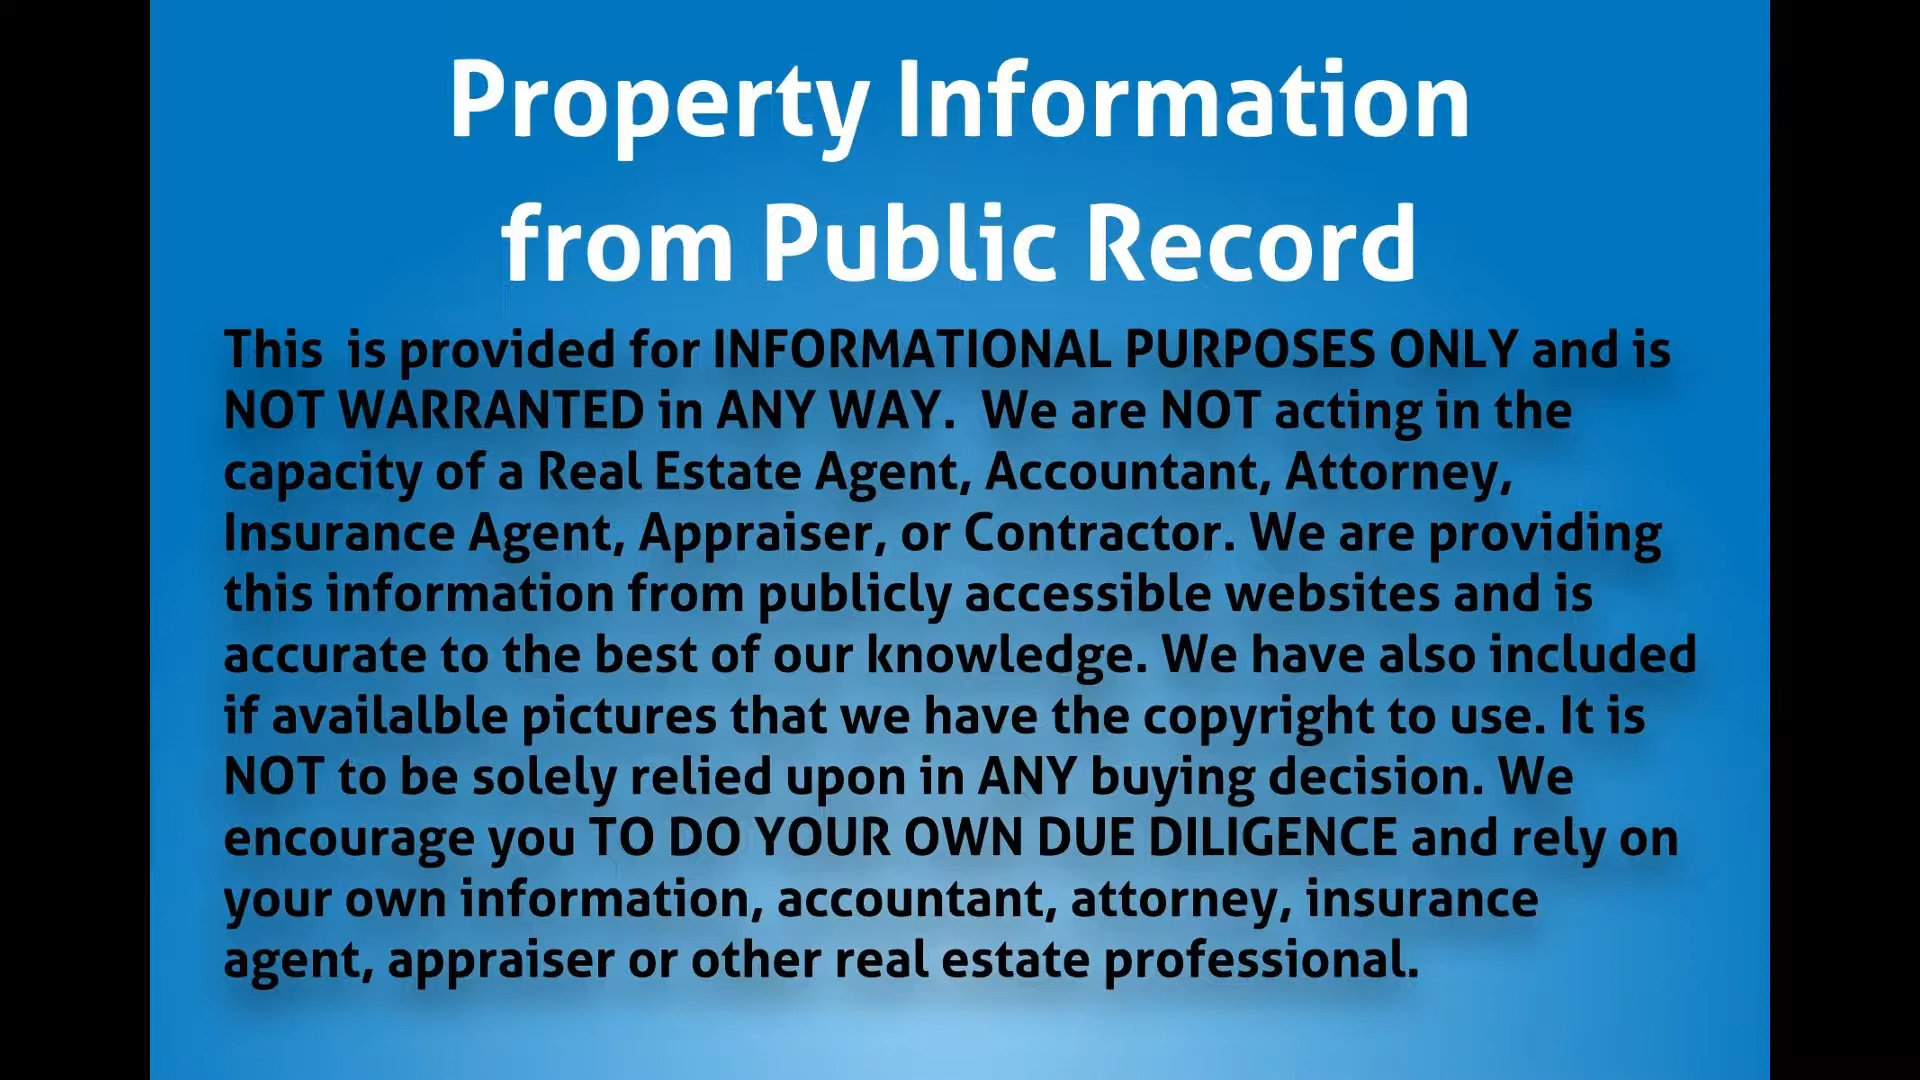 Property Information
from Public Record
This  is provided for INFORMATIONAL PURPOSES ONLY and is
NOT WARRANTED in ANY WAY.  We are NOT acting in the
capacity of a Real Estate Agent, Accountant, Attorney,
Insurance Agent, Appraiser, or Contractor. We are providing
this information from publicly accessible websites and is
accurate to the best of our knowledge. We have also included
if availalble pictures that we have the copyright to use. It is
NOT to be solely relied upon in ANY buying decision. We
encourage you TO DO YOUR OWN DUE DILIGENCE and rely on
your own information, accountant, attorney, insurance
agent, appraiser or other real estate professional.